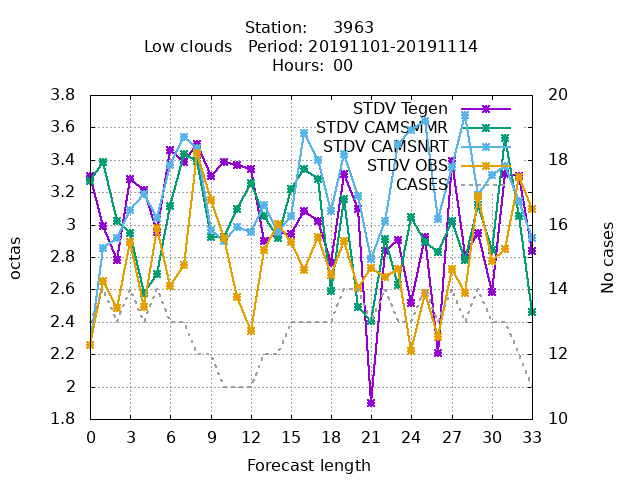 Station: 3963
Low clouds Period: 20191101-20191114
Hours: 00
3.8
3.6
3.4
3.2
3
2.8
2.6
2.4
2.2
2
1.8
20
18
16
14
12
10
STDV Tegen
STDV CAMSMMR
STDV CAMSNRT
STDV OBS
CASES
octas
No cases
0 3 6 9 12 15 18 21 24 27 30 33
Forecast length